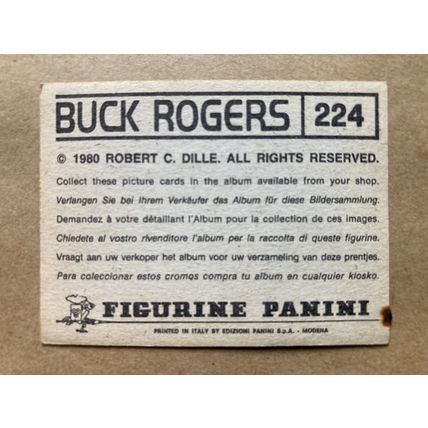 BUCK ROGERS 224
© 1980 ROBERT C. DILLE. ALL RIGHTS RESERVED.
Collect these picture cards in the album available from your shop.
Verlangen Sie bei Ihrem Verkäufer das Album für diese Bildersammlung.
Demandez à votre détaillant l'Album pour la collection de ces images.
Chiedete al vostro rivenditore l'album per la raccolta di queste figurine.
Vraagt aan uw verkoper het album voor uw verzameling van deze prentjes.
Para coleccionar estos cromos compra tu album en cualquier kiosko.
FIGURINE PANINI
PRINTED IN ITALY BY EDIZIONI PANINI S.p.A. - MODENA